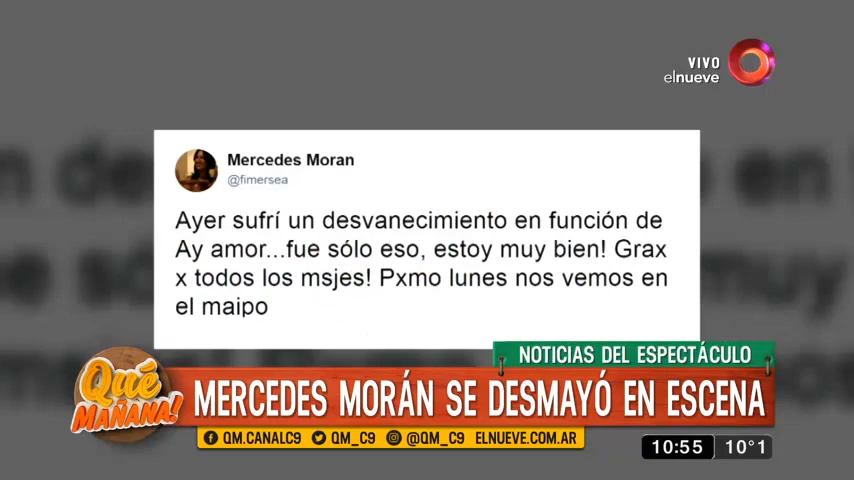 VIVO
elnueve
Mercedes Moran
@fimersea
Ayer sufrí un desvanecimiento en función de
Ay amor...fue sólo eso, estoy muy bien! Grax
x todos los msjes! Pxmo lunes nos vemos en
el maipo
NOTICIAS DEL ESPECTÁCULO
Qué
MAÑANA!
MERCEDES MORÁN SE DESMAYÓ EN ESCENA
QM.CANALC9 QM_C9 @QM_C9 ELNUEVE.COM.AR
10:55 10°1